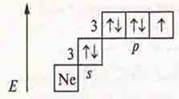 3 ↑↓ ↑↓ ↑
3 ↑↓ p
E Ne s